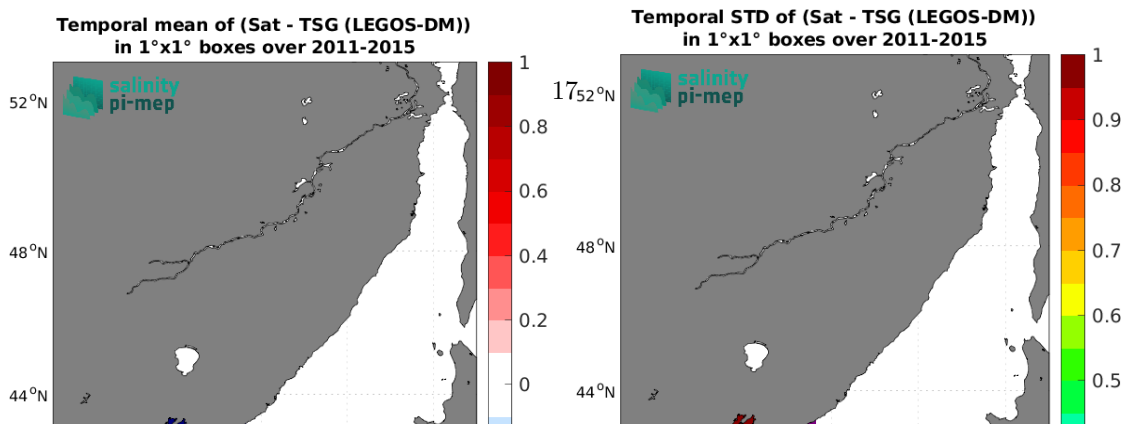 Temporal mean of (Sat - TSG (LEGOS-DM))
in 1°x1° boxes over 2011-2015
salinity
pi-mep
52°N
48°N
44°N
1
0.8
0.6
0.4
0.2
0
17
Temporal STD of (Sat - TSG (LEGOS-DM))
in 1°x1° boxes over 2011-2015
salinity
pi-mep
52°N
48°N
44°N
1
0.9
0.8
0.7
0.6
0.5